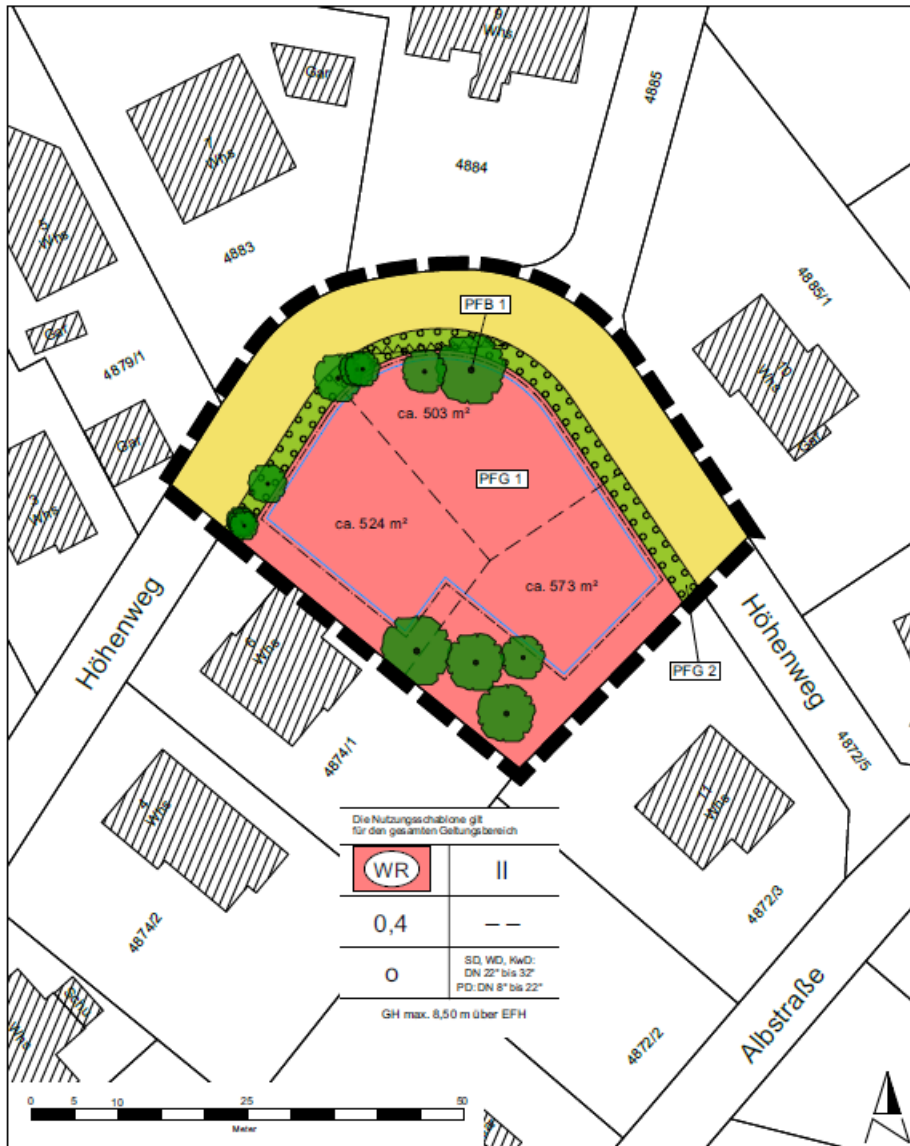 9
Whs
Gar
7
Whs
4885
4884
5
Whs
4883
PFB 1
4885/1
Gar
4879/1
10
Whs
Gar
ca. 503 m²
Gar
PFG 1
3
Whs
ca. 524 m²
ca. 573 m²
Höhenweg
Höhenweg
6
Whs
PFG 2
4874/1
4872/5
4
Whs
11
Whs
Die Nutzungsschablone gilt
für den gesamten Geltungsbereich
WR
II
0,4
– –
o
SD, WD, KwD:
DN 22° bis 32°
PD: DN 8° bis 22°
GH max. 8,50 m über EFH
4874/2
4872/3
Schu
Whs
Albstraße
4872/2
0 5 10 25 50
Meter